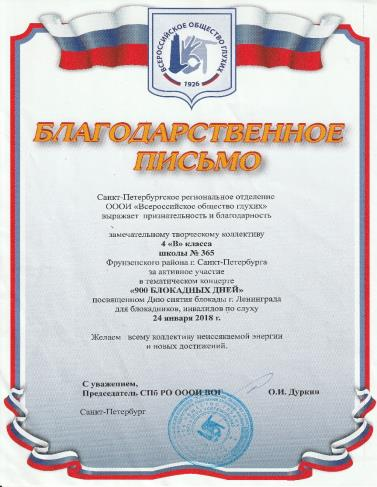 ВСЕРОССИЙСКОЕ ОБЩЕСТВО ГЛУХИХ
1926
БЛАГОДАРСТВЕННОЕ
ПИСЬМО
Санкт-Петербургское региональное отделение
ОООИ «Всероссийское общество глухих»
выражает признательность и благодарность
замечательному творческому коллективу
4 «В» класса
школы № 365
Фрунзенского района г. Санкт-Петербурга
за активное участие
в тематическом концерте
«900 БЛОКАДНЫХ ДНЕЙ»
посвященном Дню снятия блокады г. Ленинграда
для блокадников, инвалидов по слуху
24 января 2018 г.
Желаем всему коллективу неиссякаемой энергии
и новых достижений.
С уважением,
Председатель СПб РО ОООИ ВОГ О.И. Дуркин
Санкт-Петербург